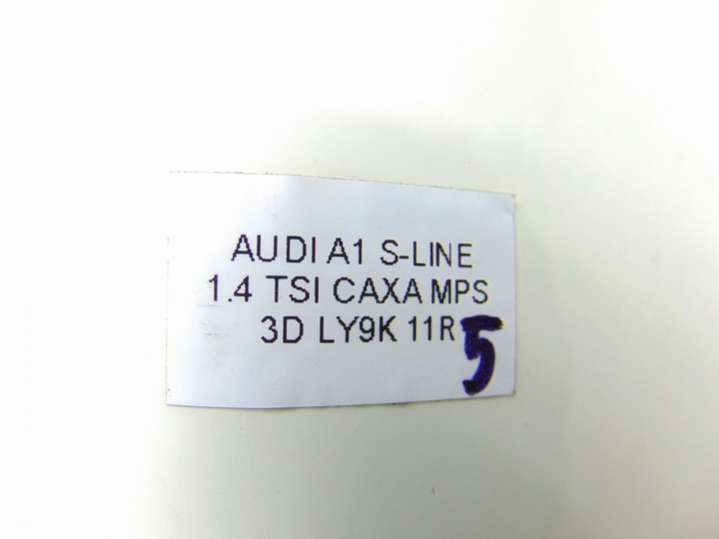 AUDI A1 S-LINE
1.4 TSI CAXA MPS
3D LY9K 11R
5